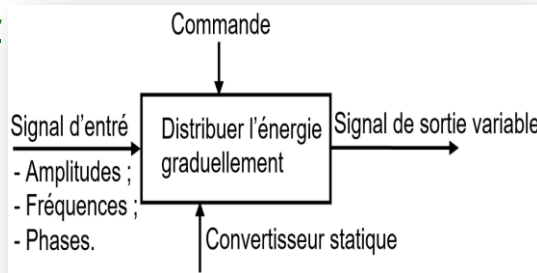 Commande
Signal d'entré
- Amplitudes ;
- Fréquences ;
- Phases.
Distribuer l'énergie
graduellement
Signal de sortie variable
Convertisseur statique